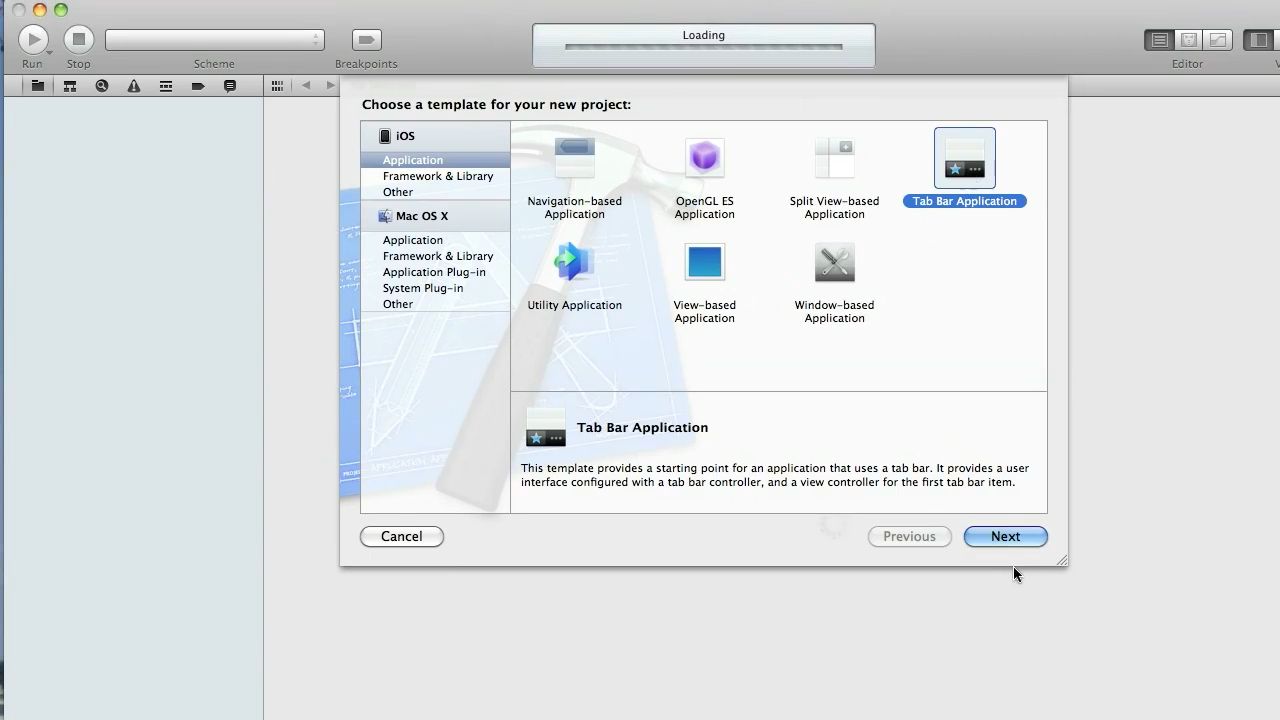 Loading
Run
Stop
Scheme
Breakpoints
Editor
Choose a template for your new project:
iOS
Application
Framework & Library
Other
Mac OS X
Application
Framework & Library
Application Plug-in
System Plug-in
Other
Navigation-based
Application
OpenGL ES
Application
Split View-based
Application
Tab Bar Application
Utility Application
View-based
Application
Window-based
Application
Tab Bar Application
This template provides a starting point for an application that uses a tab bar. It provides a user
interface configured with a tab bar controller, and a view controller for the first tab bar item.
Cancel
Previous
Next